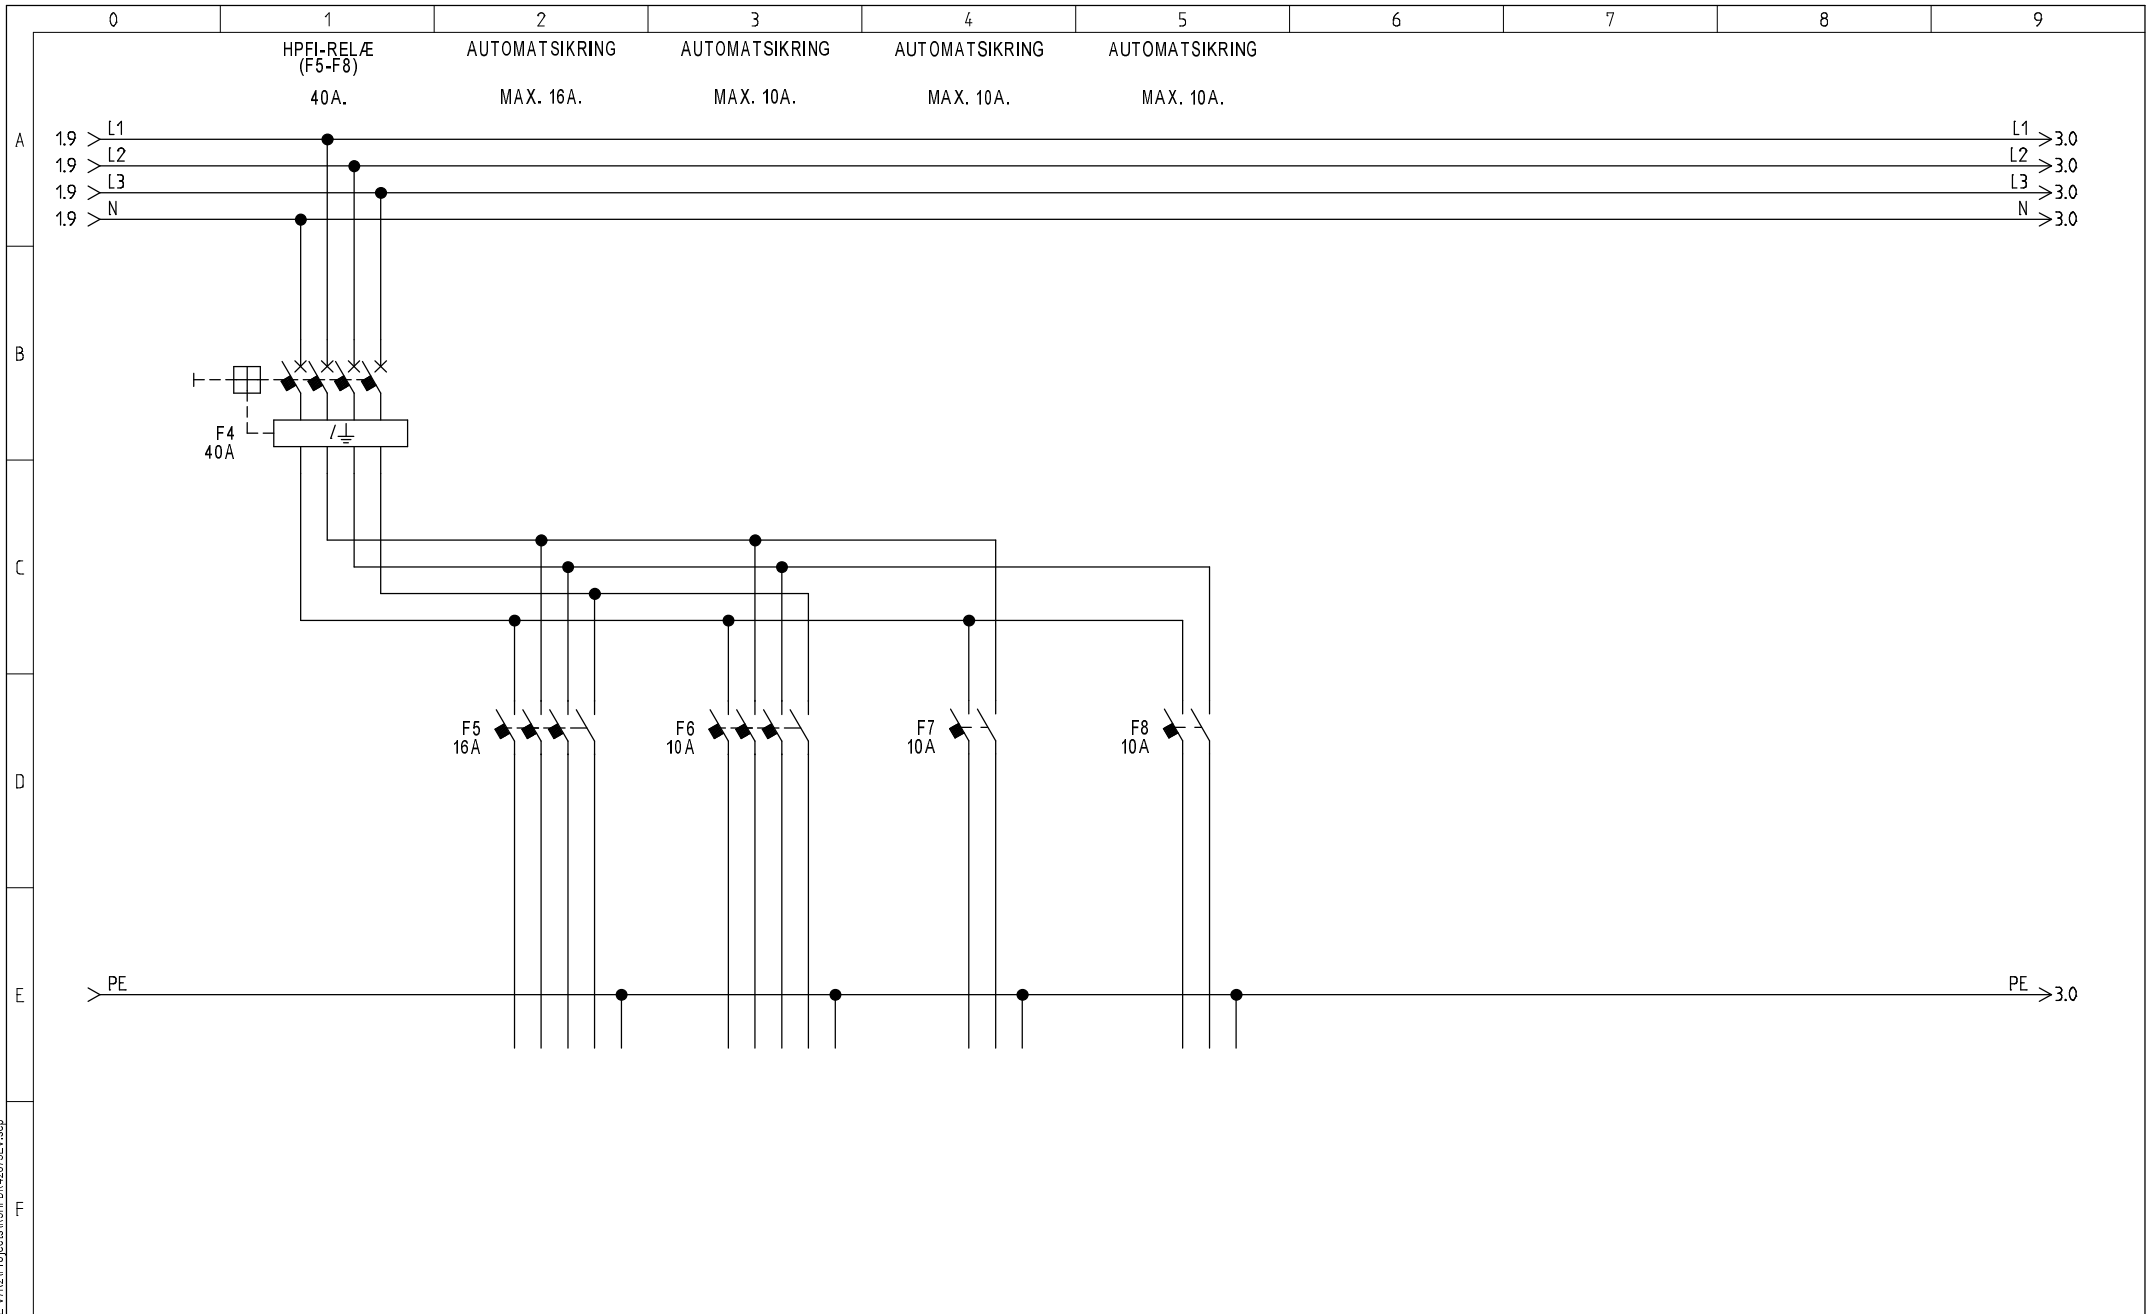 0 1 2 3 4 5 6 7 8 9
HPFI-RELÆ AUTOMATSIKRING AUTOMATSIKRING AUTOMATSIKRING AUTOMATSIKRING
(F5-F8)
40A. MAX. 16A. MAX. 10A. MAX. 10A. MAX. 10A.
A
1.9 L1 L1 3.0
1.9 L2 L2 3.0
1.9 L3 L3 3.0
1.9 N N 3.0
B
F4
40A
I
C
F5 F6 F7 F8
16A 10A 10A 10A
D
PE PE
E 3.0
F